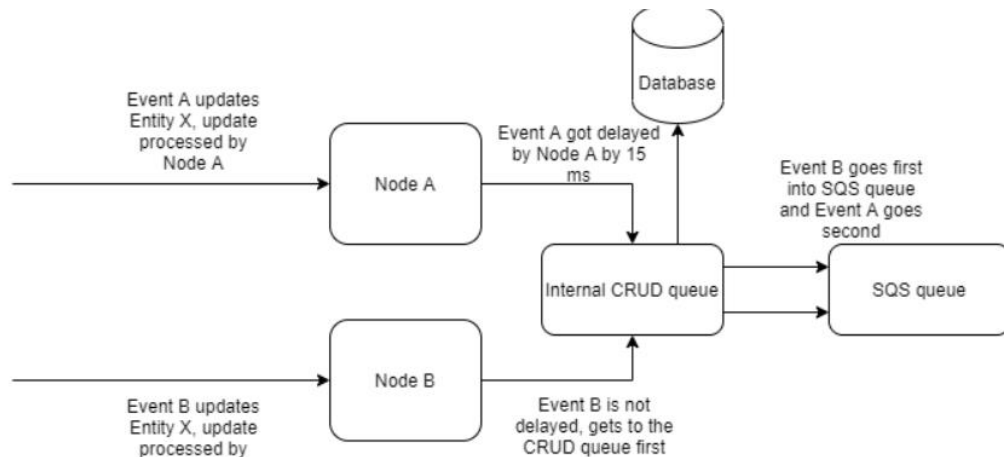 Database
Event A updates
Entity X, update
processed by
Node A
Node A
Event A got delayed
by Node A by 15
ms
Event B goes first
into SQS queue
and Event A goes
second
Internal CRUD queue
SQS queue
Node B
Event B updates
Entity X, update
processed by
Event B is not
delayed, gets to the
CRUD queue first